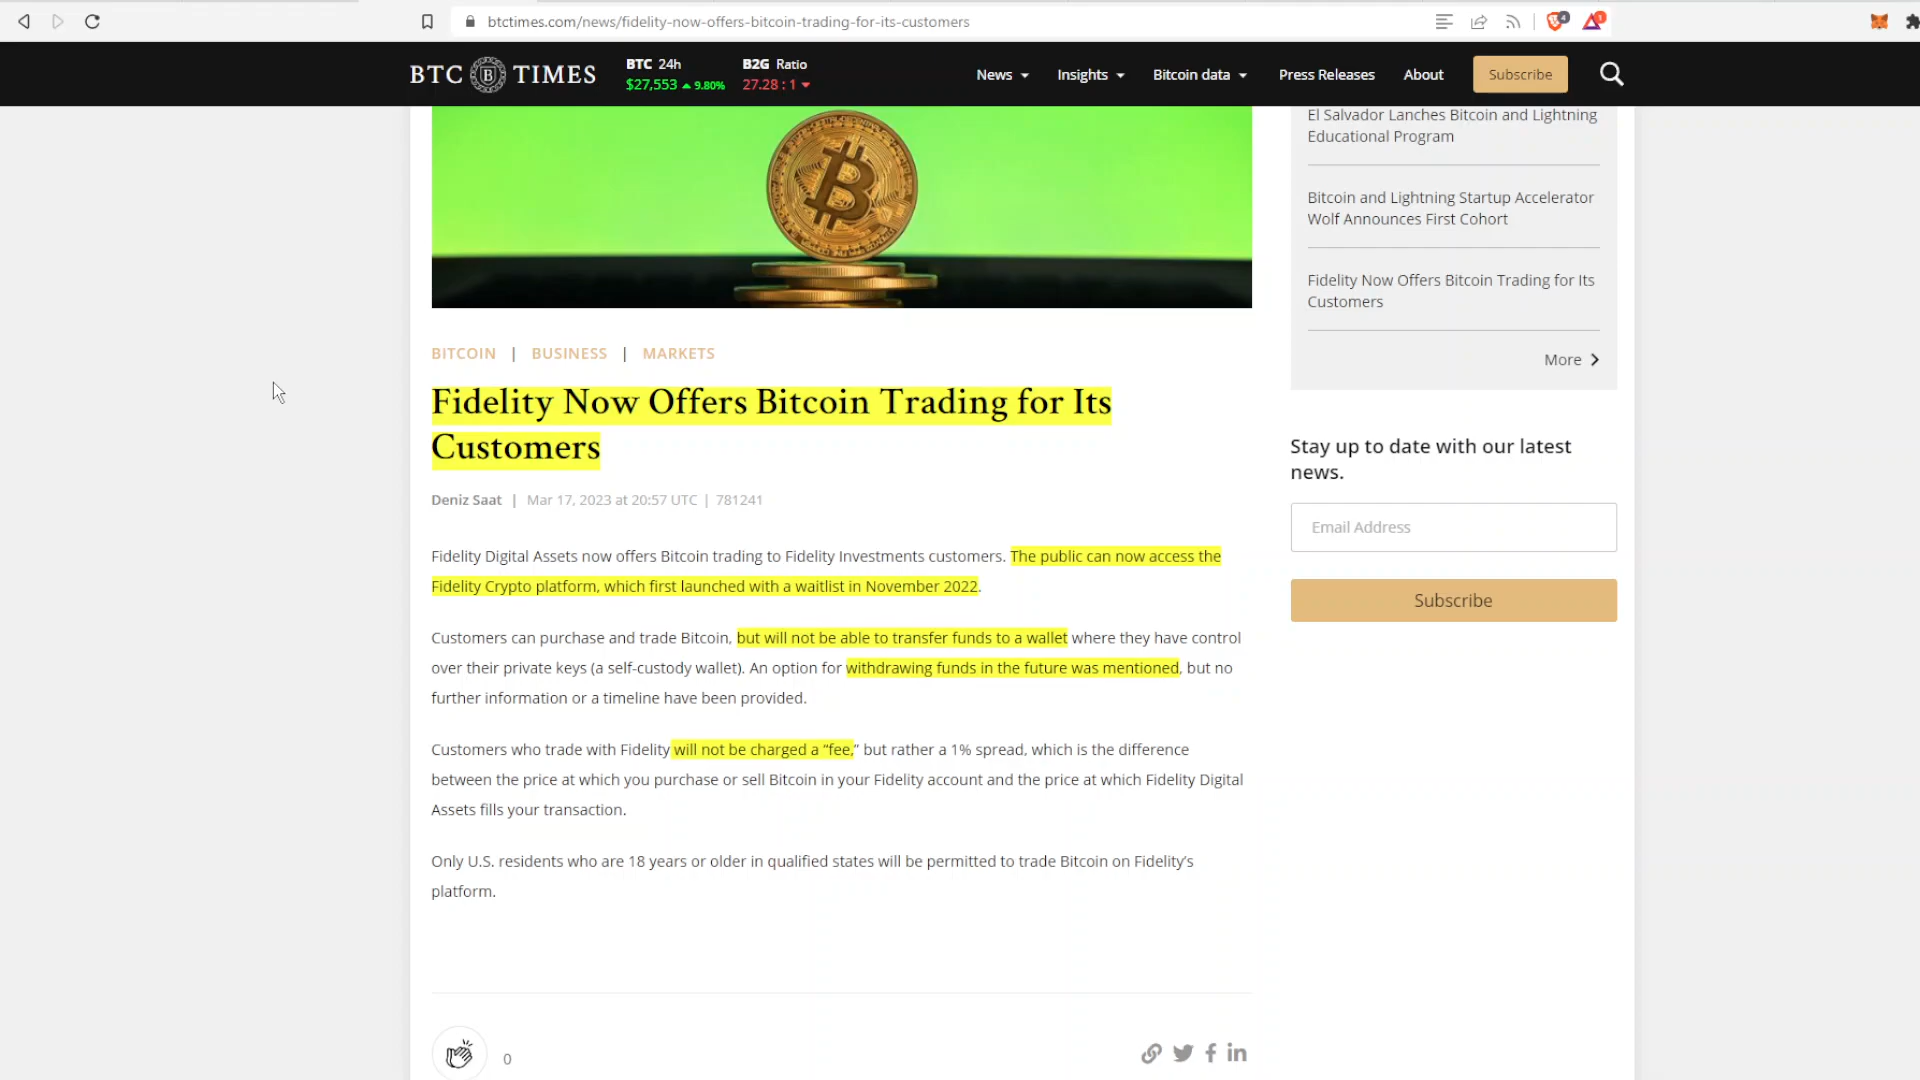 btctimes.com/news/fidelity-now-offers-bitcoin-trading-for-its-customers
4
1
BTC B TIMES
BTC 24h
$27,553 9.80%
B2G Ratio
27.28 : 1
News
Insights
Bitcoin data
Press Releases
About
Subscribe
El Salvador Lanches Bitcoin and Lightning
Educational Program
Bitcoin and Lightning Startup Accelerator
Wolf Announces First Cohort
Fidelity Now Offers Bitcoin Trading for Its
Customers
More
BITCOIN | BUSINESS | MARKETS
Fidelity Now Offers Bitcoin Trading for Its
Customers
Deniz Saat | Mar 17, 2023 at 20:57 UTC | 781241
Fidelity Digital Assets now offers Bitcoin trading to Fidelity Investments customers. The public can now access the
Fidelity Crypto platform, which first launched with a waitlist in November 2022.
Customers can purchase and trade Bitcoin, but will not be able to transfer funds to a wallet where they have control
over their private keys (a self-custody wallet). An option for withdrawing funds in the future was mentioned, but no
further information or a timeline have been provided.
Customers who trade with Fidelity will not be charged a “fee,” but rather a 1% spread, which is the difference
between the price at which you purchase or sell Bitcoin in your Fidelity account and the price at which Fidelity Digital
Assets fills your transaction.
Only U.S. residents who are 18 years or older in qualified states will be permitted to trade Bitcoin on Fidelity’s
platform.
0
Stay up to date with our latest
news.
Email Address
Subscribe